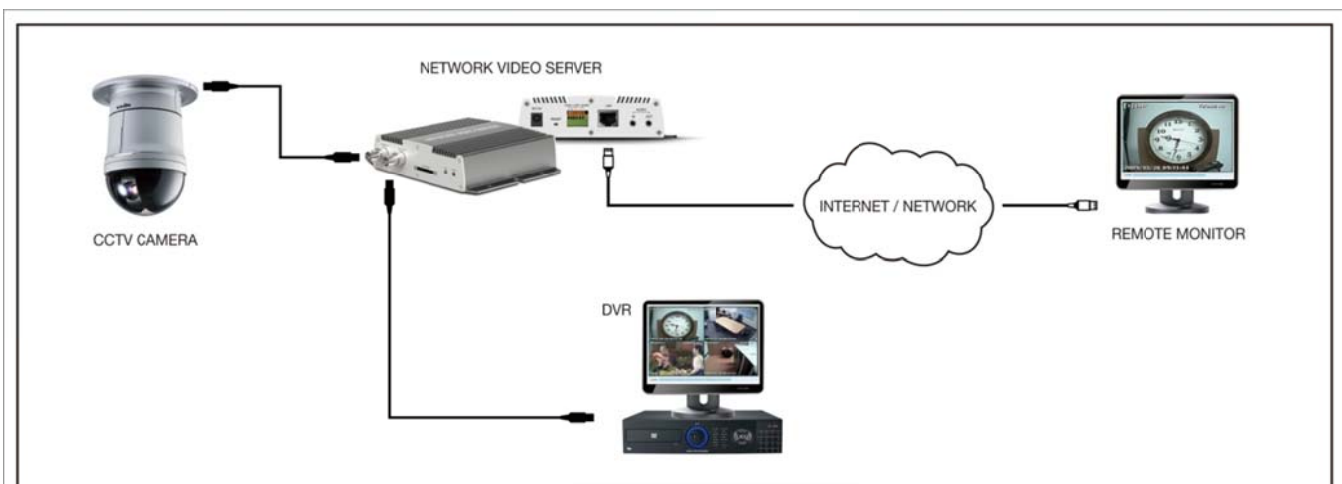 NETWORK VIDEO SERVER
CCTV CAMERA
INTERNET / NETWORK
REMOTE MONITOR
DVR